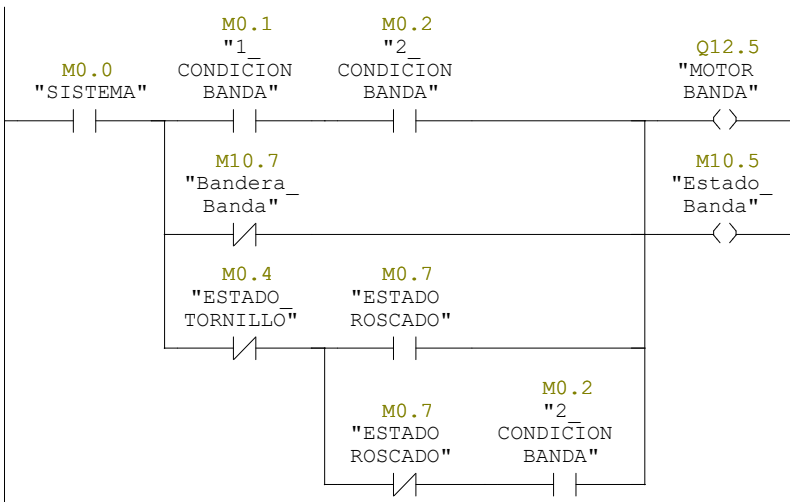 M0.1
"1_
CONDICION
BANDA"
M0.2
"2_
CONDICION
BANDA"
Q12.5
"MOTOR
BANDA"
M0.0
"SISTEMA"
M10.7
"Bandera_
Banda"
M10.5
"Estado_
Banda"
M0.4
"ESTADO_
TORNILLO"
M0.7
"ESTADO
ROSCADO"
M0.7
"ESTADO
ROSCADO"
M0.2
"2_
CONDICION
BANDA"